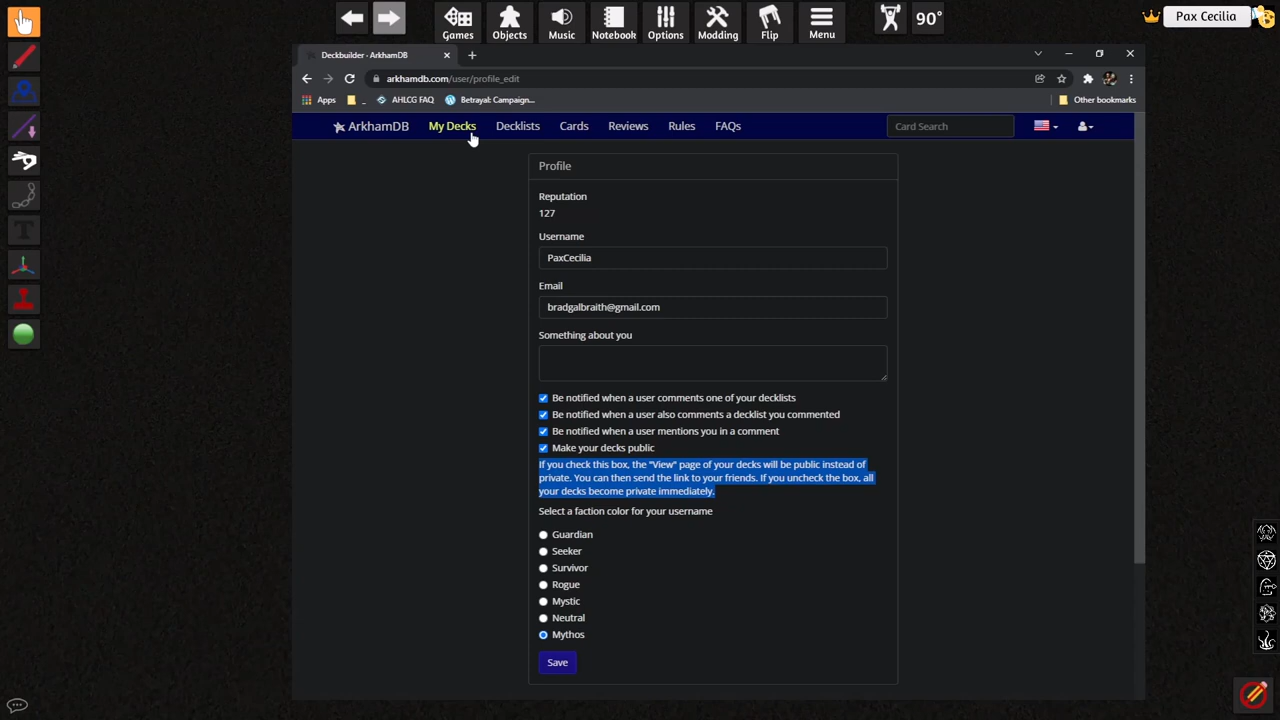 Games
Objects
Music
Notebook
Options
Modding
Flip
Menu
90°
Pax Cecilia
Deckbuilder · ArkhamDB
arkhamdb.com/user/profile_edit
Apps
AHLCG FAQ
Betrayal: Campaign...
Other bookmarks
ArkhamDB
My Decks
Decklists
Cards
Reviews
Rules
FAQs
Card Search
Profile
Reputation
127
Username
PaxCecilia
Email
bradgalbraith@gmail.com
Something about you
Be notified when a user comments one of your decklists
Be notified when a user also comments a decklist you commented
Be notified when a user mentions you in a comment
Make your decks public
If you check this box, the "View" page of your decks will be public instead of
private. You can then send the link to your friends. If you uncheck the box, all
your decks become private immediately.
Select a faction color for your username
Guardian
Seeker
Survivor
Rogue
Mystic
Neutral
Mythos
Save